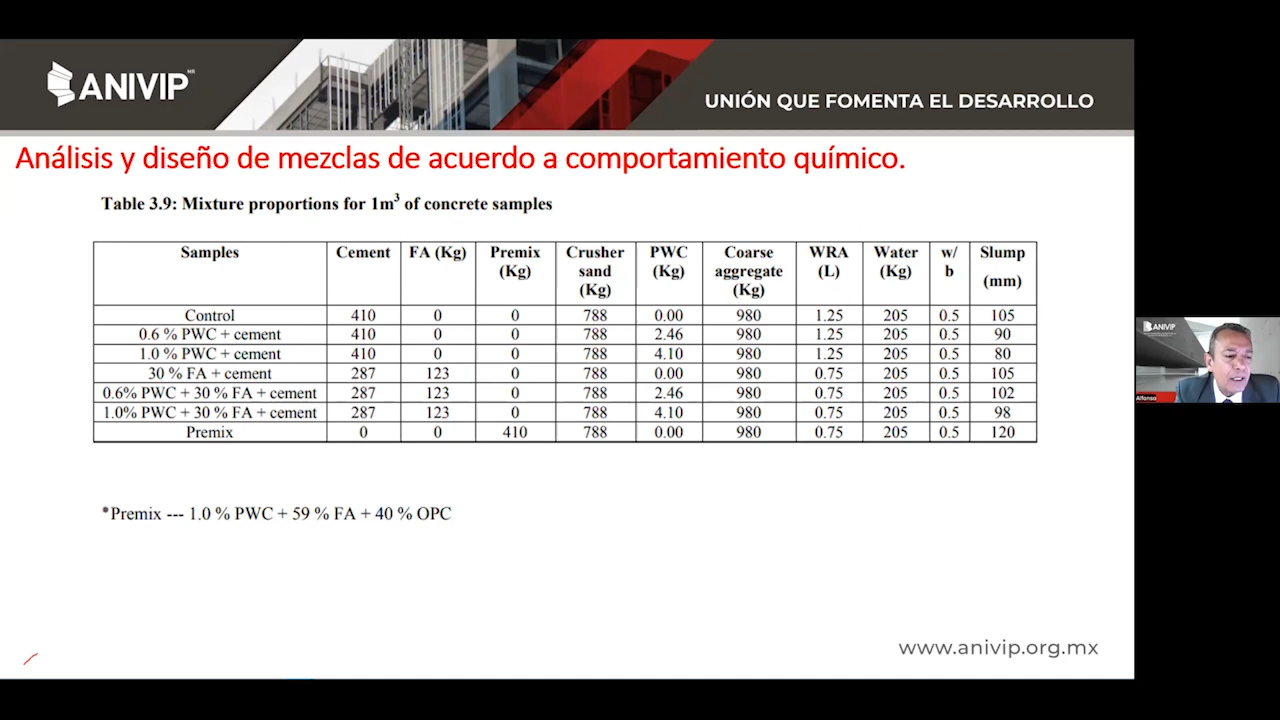 ANIVIP MR
UNIÓN QUE FOMENTA EL DESARROLLO
Análisis y diseño de mezclas de acuerdo a comportamiento químico.
Table 3.9: Mixture proportions for 1m³ of concrete samples
Samples Cement FA (Kg) Premix (Kg) Crusher sand (Kg) PWC (Kg) Coarse aggregate (Kg) WRA (L) Water (Kg) w/ b Slump (mm)
Control 410 0 0 788 0.00 980 1.25 205 0.5 105
0.6 % PWC + cement 410 0 0 788 2.46 980 1.25 205 0.5 90
1.0 % PWC + cement 410 0 0 788 4.10 980 1.25 205 0.5 80
30 % FA + cement 287 123 0 788 0.00 980 0.75 205 0.5 105
0.6% PWC + 30 % FA + cement 287 123 0 788 2.46 980 0.75 205 0.5 102
1.0% PWC + 30 % FA + cement 287 123 0 788 4.10 980 0.75 205 0.5 98
Premix 0 0 410 788 0.00 980 0.75 205 0.5 120
*Premix --- 1.0 % PWC + 59 % FA + 40 % OPC
www.anivip.org.mx
ANIVIP
Alfonso